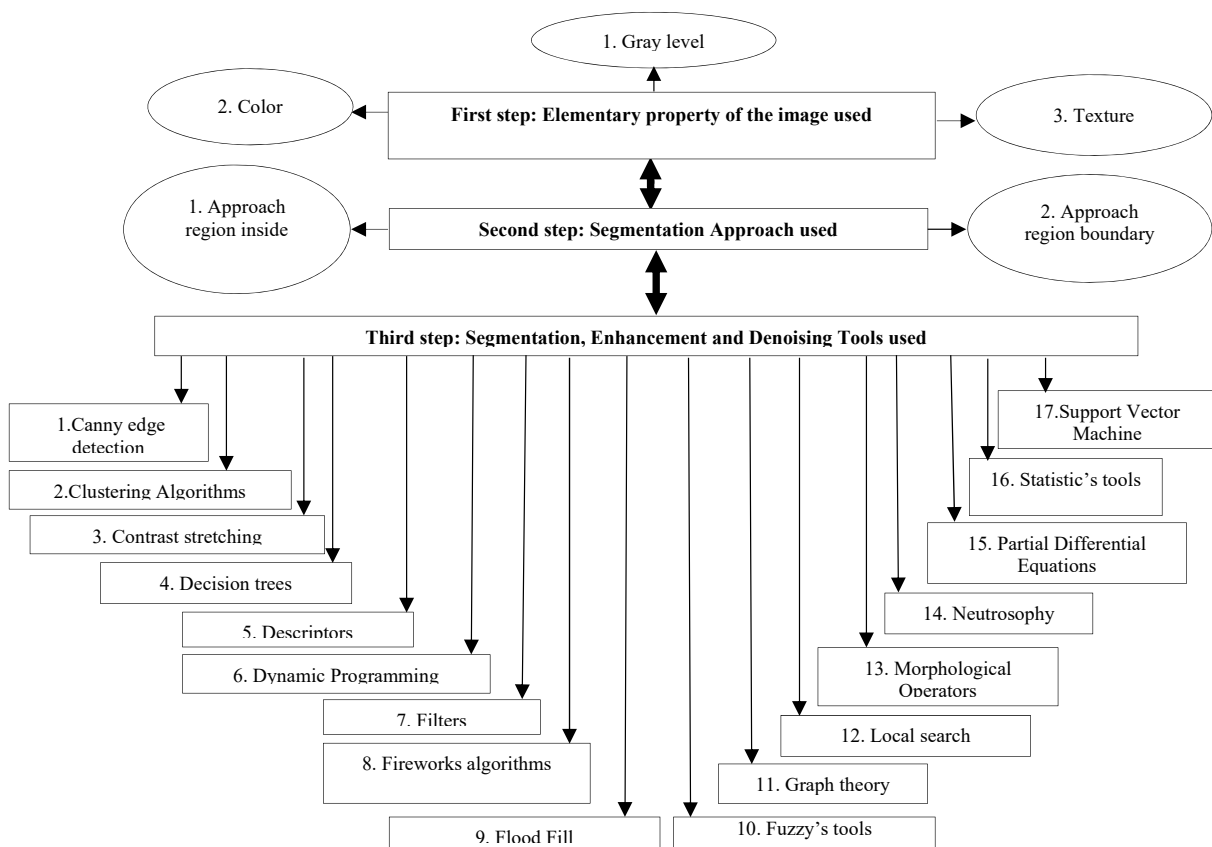 1. Gray level
2. Color
First step: Elementary property of the image used
3. Texture
1. Approach
region inside
Second step: Segmentation Approach used
2. Approach
region boundary
Third step: Segmentation, Enhancement and Denoising Tools used
1.Canny edge
detection
2.Clustering Algorithms
3. Contrast stretching
4. Decision trees
5. Descriptors
6. Dynamic Programming
7. Filters
8. Fireworks algorithms
9. Flood Fill
10. Fuzzy's tools
11. Graph theory
12. Local search
13. Morphological
Operators
14. Neutrosophy
15. Partial Differential
Equations
16. Statistic's tools
17.Support Vector
Machine